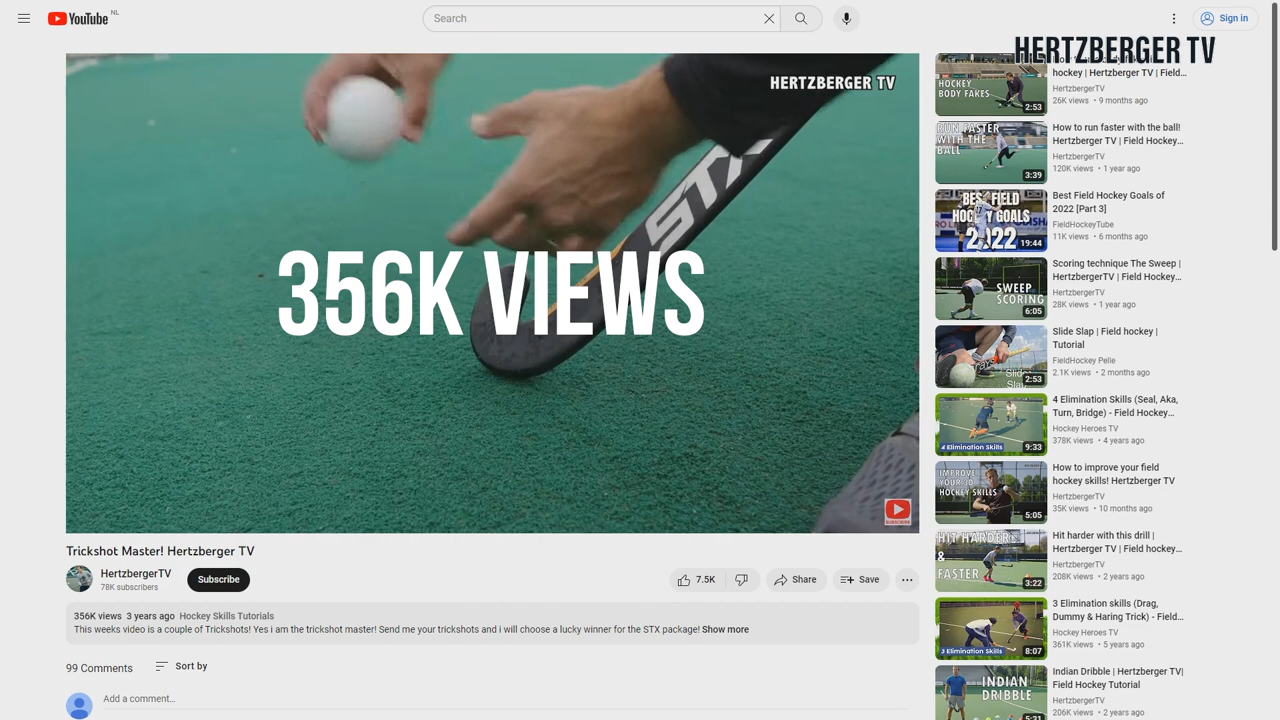 YouTube NL
Search
Sign in
HERTZBERGER TV
HERTZBERGER TV
STX
356K VIEWS
SUBSCRIBE
Trickshot Master! Hertzberger TV
HertzbergerTV
78K subscribers
Subscribe
7.5K
Share
Save
356K views 3 years ago Hockey Skills Tutorials
This weeks video is a couple of Trickshots! Yes i am the trickshot master! Send me your trickshots and i will choose a lucky winner for the STX package! Show more
99 Comments
Sort by
Add a comment...
HOCKEY
BODY FAKES
2:53
hockey | Hertzberger TV | Field...
HertzbergerTV
26K views • 9 months ago
RUN FASTER
WITH THE
BALL
3:39
How to run faster with the ball!
Hertzberger TV | Field Hockey...
HertzbergerTV
120K views • 1 year ago
BEST FIELD
HOCKEY GOALS
2022
19:44
Best Field Hockey Goals of
2022 [Part 3]
FieldHockeyTube
11K views • 6 months ago
SWEEP
SCORING
6:05
Scoring technique The Sweep |
HertzbergerTV | Field Hockey...
HertzbergerTV
28K views • 1 year ago
Slide
Slap
2:53
Slide Slap | Field hockey |
Tutorial
FieldHockey Pelle
2.1K views • 2 months ago
4 Elimination Skills
9:33
4 Elimination Skills (Seal, Aka,
Turn, Bridge) - Field Hockey...
Hockey Heroes TV
378K views • 4 years ago
IMPROVE
YOUR
HOCKEY SKILLS
5:05
How to improve your field
hockey skills! Hertzberger TV
HertzbergerTV
35K views • 10 months ago
HIT HARDER
&
FASTER
3:22
Hit harder with this drill |
Hertzberger TV | Field hockey...
HertzbergerTV
208K views • 2 years ago
3 Elimination Skills
8:07
3 Elimination skills (Drag,
Dummy & Haring Trick) - Field...
Hockey Heroes TV
361K views • 5 years ago
INDIAN
DRIBBLE
5:31
Indian Dribble | Hertzberger TV|
Field Hockey Tutorial
HertzbergerTV
206K views • 2 years ago